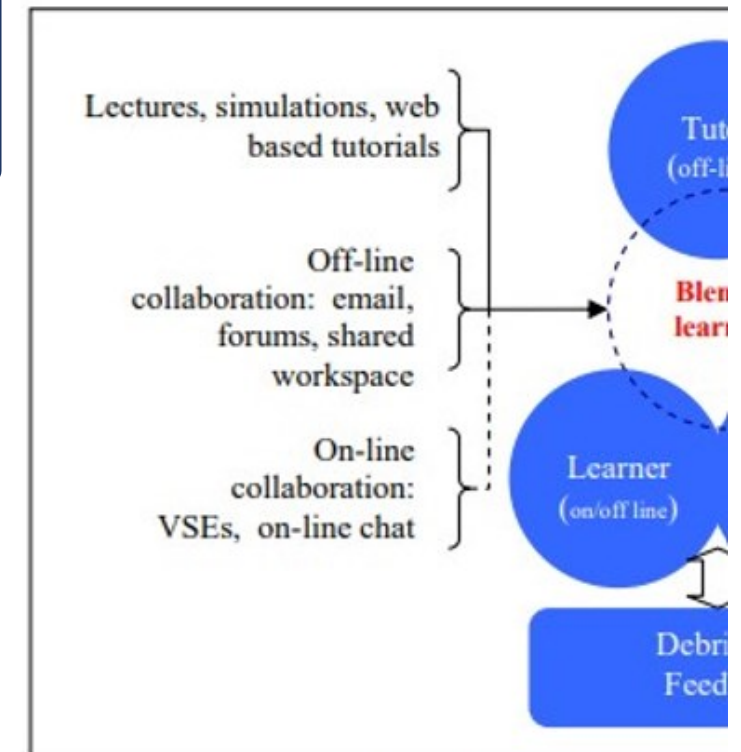 Lectures, simulations, web
based tutorials
Off-line
collaboration: email,
forums, shared
workspace
On-line
collaboration:
VSEs, on-line chat
Learner
(on/off line)